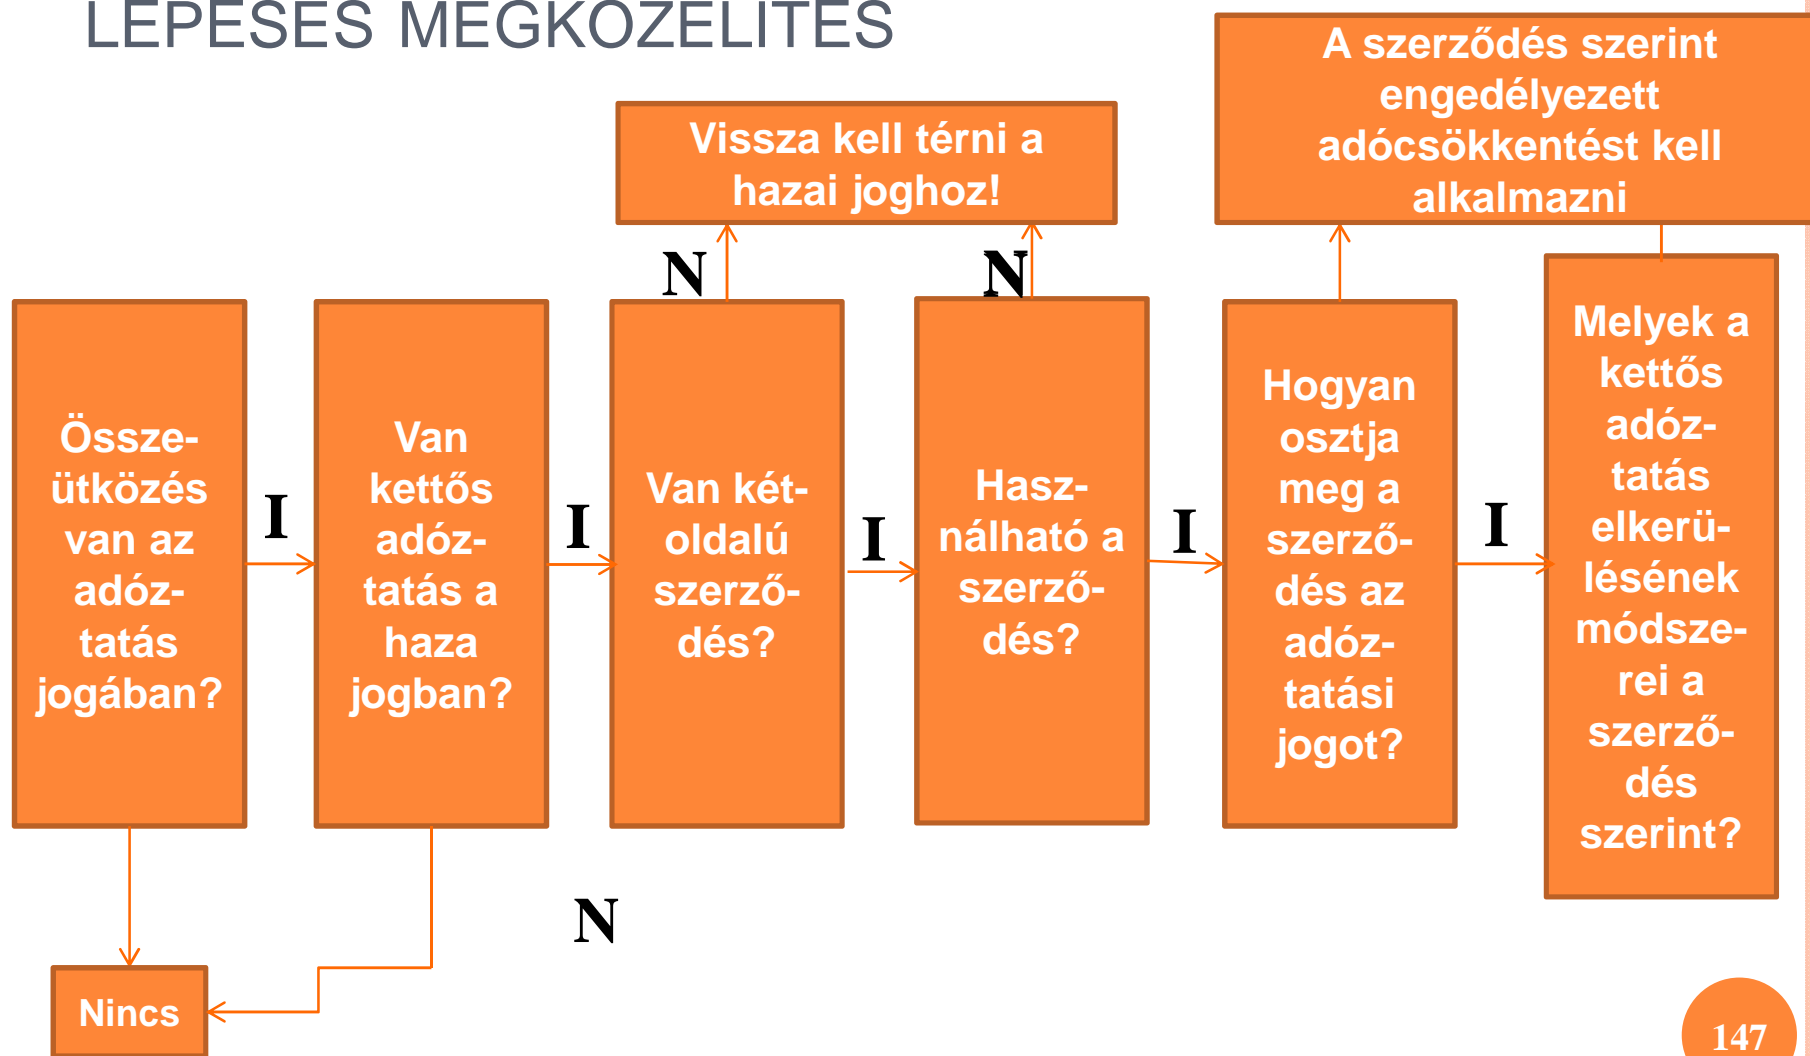 LÉPÉSES MEGKÖZELÍTÉS
A szerződés szerint
engedélyezett
adócsökkentést kell
alkalmazni
Vissza kell térni a
hazai joghoz!
N
N
Össze-
ütközés
van az
adóz-
tatás
jogában?
I
Van
kettős
adóz-
tatás a
haza
jogban?
I
Van két-
oldalú
szerző-
dés?
I
Hasz-
nálható a
szerző-
dés?
I
Hogyan
osztja
meg a
szerző-
dés az
adóz-
tatási
jogot?
I
Melyek a
kettős
adóz-
tatás
elkerü-
lésének
módsze-
rei a
szerző-
dés
szerint?
N
Nincs
147